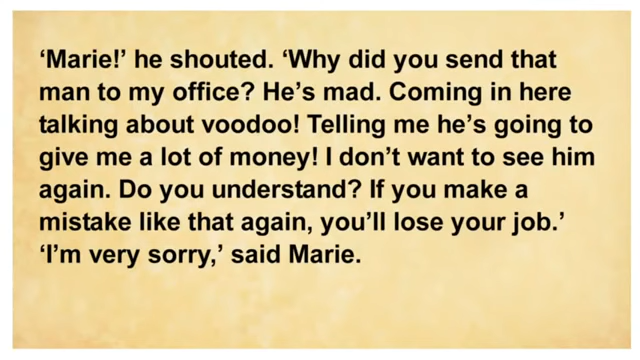 ‘Marie!’ he shouted. ‘Why did you send that
man to my office? He’s mad. Coming in here
talking about voodoo! Telling me he’s going to
give me a lot of money! I don’t want to see him
again. Do you understand? If you make a
mistake like that again, you’ll lose your job.’
‘I’m very sorry,’ said Marie.